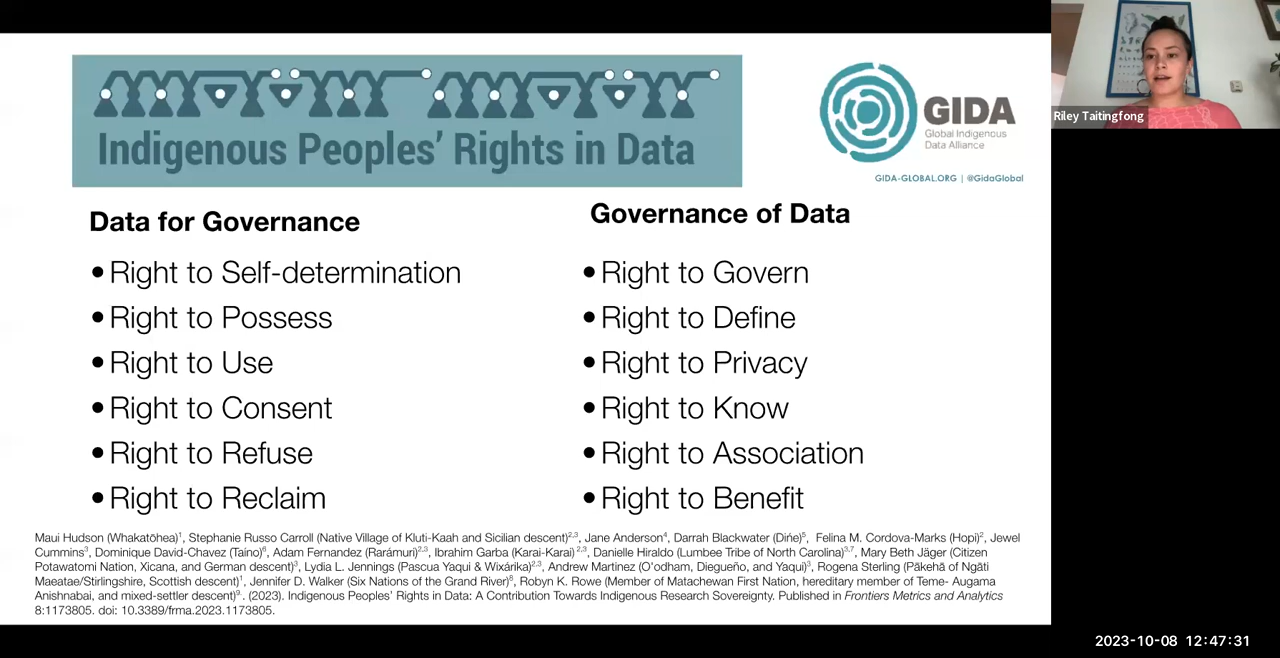 Indigenous Peoples' Rights in Data
GIDA
Global Indigenous
Data Alliance
GIDA-GLOBAL.ORG | @GidaGlobal
Riley Taitingfong
Data for Governance
• Right to Self-determination
• Right to Possess
• Right to Use
• Right to Consent
• Right to Refuse
• Right to Reclaim
Governance of Data
• Right to Govern
• Right to Define
• Right to Privacy
• Right to Know
• Right to Association
• Right to Benefit
Maui Hudson (Whakatōhea)¹, Stephanie Russo Carroll (Native Village of Kluti-Kaah and Sicilian descent)²,³, Jane Anderson⁴, Darrah Blackwater (Dińe)⁵, Felina M. Cordova-Marks (Hopi)², Jewel
Cummins³, Dominique David-Chavez (Taíno)⁶, Adam Fernandez (Rarámuri)²,³, Ibrahim Garba (Karai-Karai)²,³, Danielle Hiraldo (Lumbee Tribe of North Carolina)³,⁷, Mary Beth Jäger (Citizen
Potawatomi Nation, Xicana, and German descent)³, Lydia L. Jennings (Pascua Yaqui & Wixárika)²,³, Andrew Martinez (O'odham, Diegueño, and Yaqui)³, Rogena Sterling (Pākehā of Ngāti
Maeatae/Stirlingshire, Scottish descent)¹, Jennifer D. Walker (Six Nations of the Grand River)⁸, Robyn K. Rowe (Member of Matachewan First Nation, hereditary member of Teme- Augama
Anishnabai, and mixed-settler descent)⁹. (2023). Indigenous Peoples' Rights in Data: A Contribution Towards Indigenous Research Sovereignty. Published in Frontiers Metrics and Analytics
8:1173805. doi: 10.3389/frma.2023.1173805.
2023-10-08 12:47:31